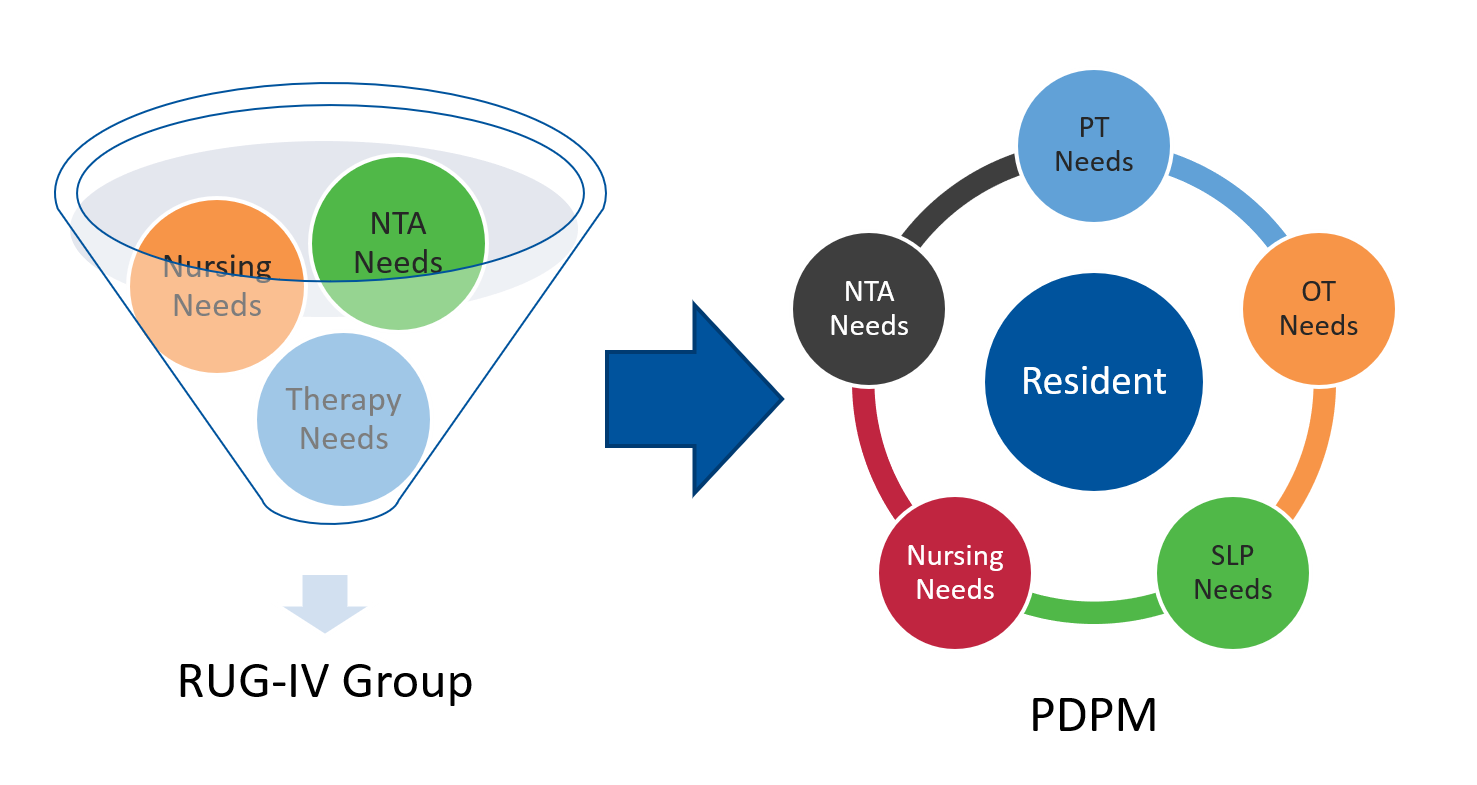 NTA
Needs
Nursing
Needs
Therapy
Needs
RUG-IV Group
PT
Needs
NTA
Needs
OT
Needs
Resident
Nursing
Needs
SLP
Needs
PDPM